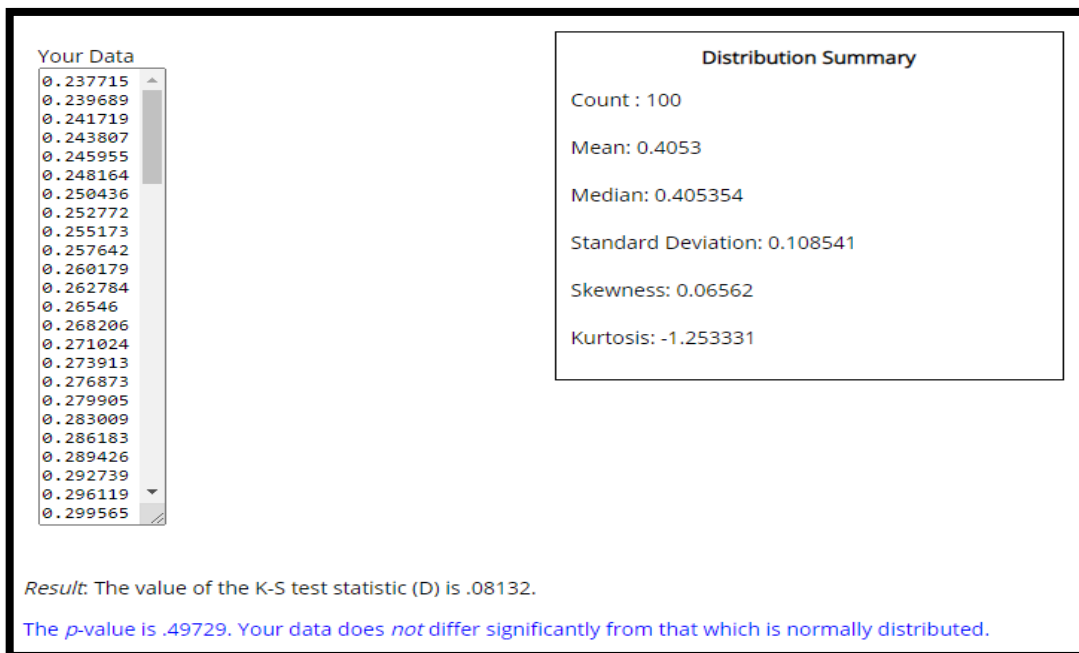 Your Data
0.237715
0.239689
0.241719
0.243807
0.245955
0.248164
0.250436
0.252772
0.255173
0.257642
0.260179
0.262784
0.26546
0.268206
0.271024
0.273913
0.276873
0.279905
0.283009
0.286183
0.289426
0.292739
0.296119
0.299565
Distribution Summary
Count : 100
Mean: 0.4053
Median: 0.405354
Standard Deviation: 0.108541
Skewness: 0.06562
Kurtosis: -1.253331
Result: The value of the K-S test statistic (D) is .08132.
The p-value is .49729. Your data does not differ significantly from that which is normally distributed.